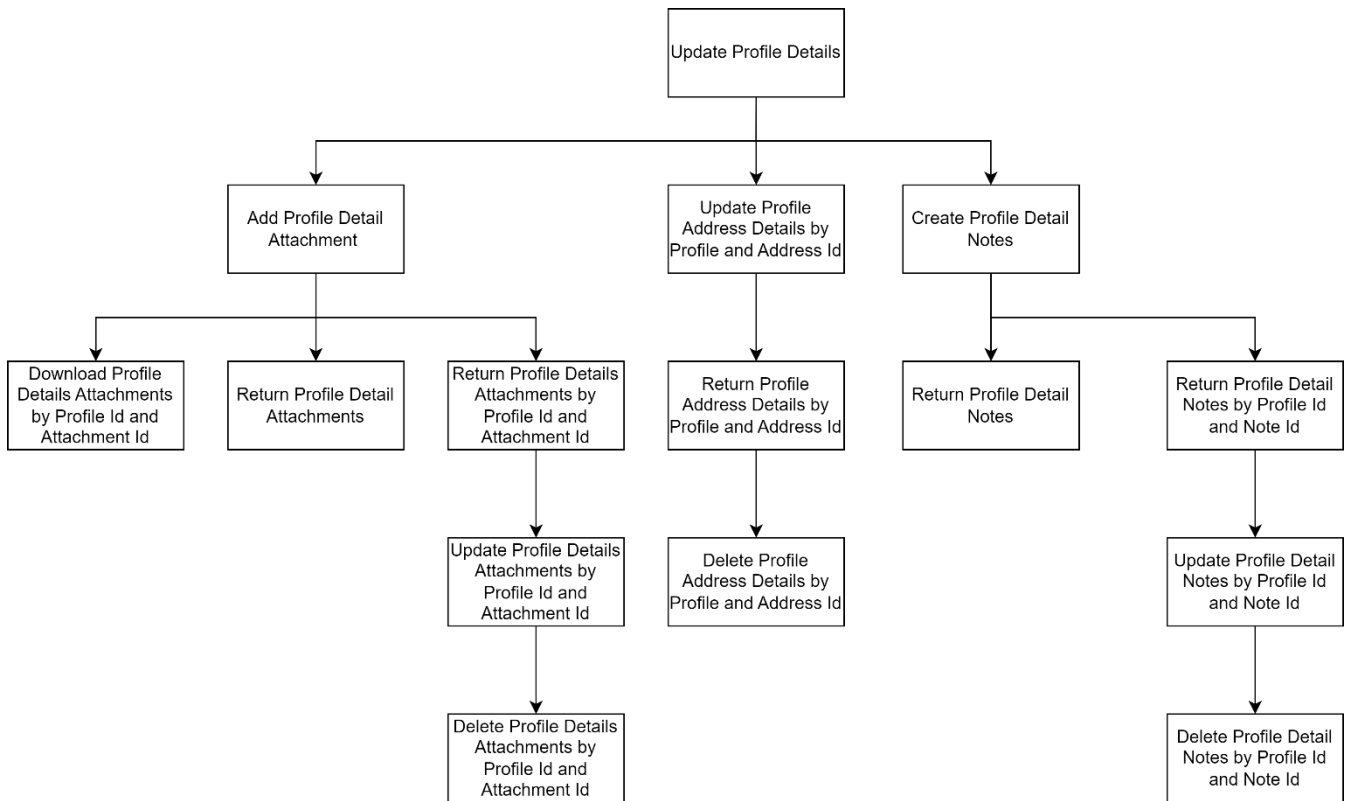 Update Profile Details
Add Profile Detail
Attachment
Update Profile
Address Details by
Profile and Address Id
Create Profile Detail
Notes
Download Profile
Details Attachments
by Profile Id and
Attachment Id
Return Profile Detail
Attachments
Return Profile Details
Attachments by
Profile Id and
Attachment Id
Return Profile
Address Details by
Profile and Address Id
Return Profile Detail
Notes
Return Profile Detail
Notes by Profile Id
and Note Id
Update Profile Details
Attachments by
Profile Id and
Attachment Id
Delete Profile
Address Details by
Profile and Address Id
Update Profile Detail
Notes by Profile Id
and Note Id
Delete Profile Details
Attachments by
Profile Id and
Attachment Id
Delete Profile Detail
Notes by Profile Id
and Note Id